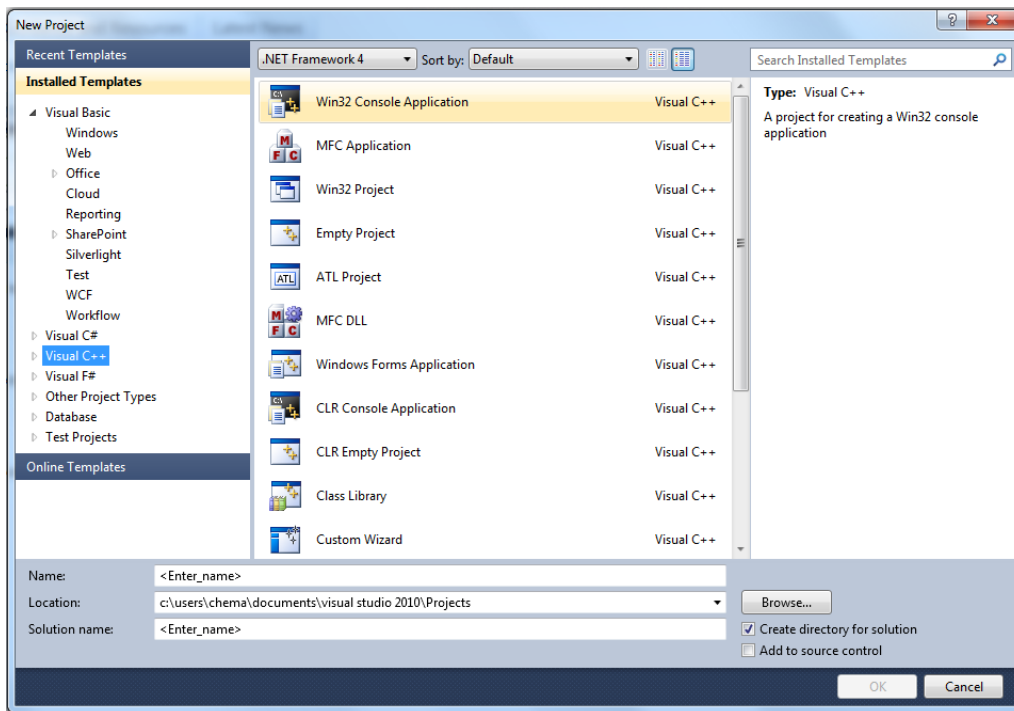 New Project
Recent Templates
Installed Templates
Visual Basic
Windows
Web
Office
Cloud
Reporting
SharePoint
Silverlight
Test
WCF
Workflow
Visual C#
Visual C++
Visual F#
Other Project Types
Database
Test Projects
Online Templates
.NET Framework 4 Sort by: Default
Win32 Console Application Visual C++
MFC Application Visual C++
Win32 Project Visual C++
Empty Project Visual C++
ATL Project Visual C++
MFC DLL Visual C++
Windows Forms Application Visual C++
CLR Console Application Visual C++
CLR Empty Project Visual C++
Class Library Visual C++
Custom Wizard Visual C++
Search Installed Templates
Type: Visual C++
A project for creating a Win32 console
application
Name: <Enter_name>
Location: c:\users\chema\documents\visual studio 2010\Projects
Browse...
Solution name: <Enter_name>
Create directory for solution
Add to source control
OK
Cancel